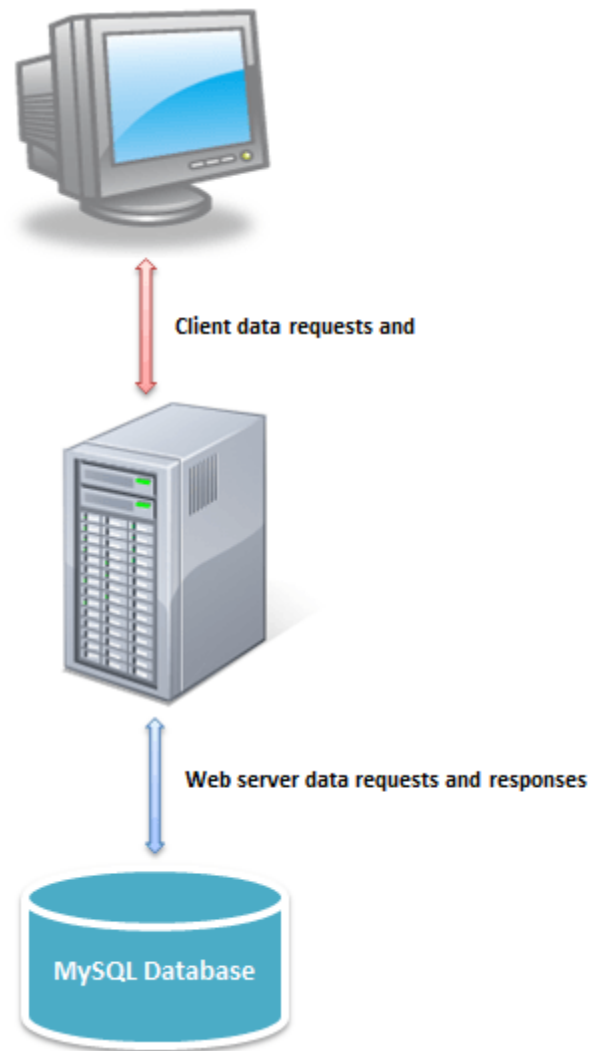 Client data requests and
Web server data requests and responses
MySQL Database